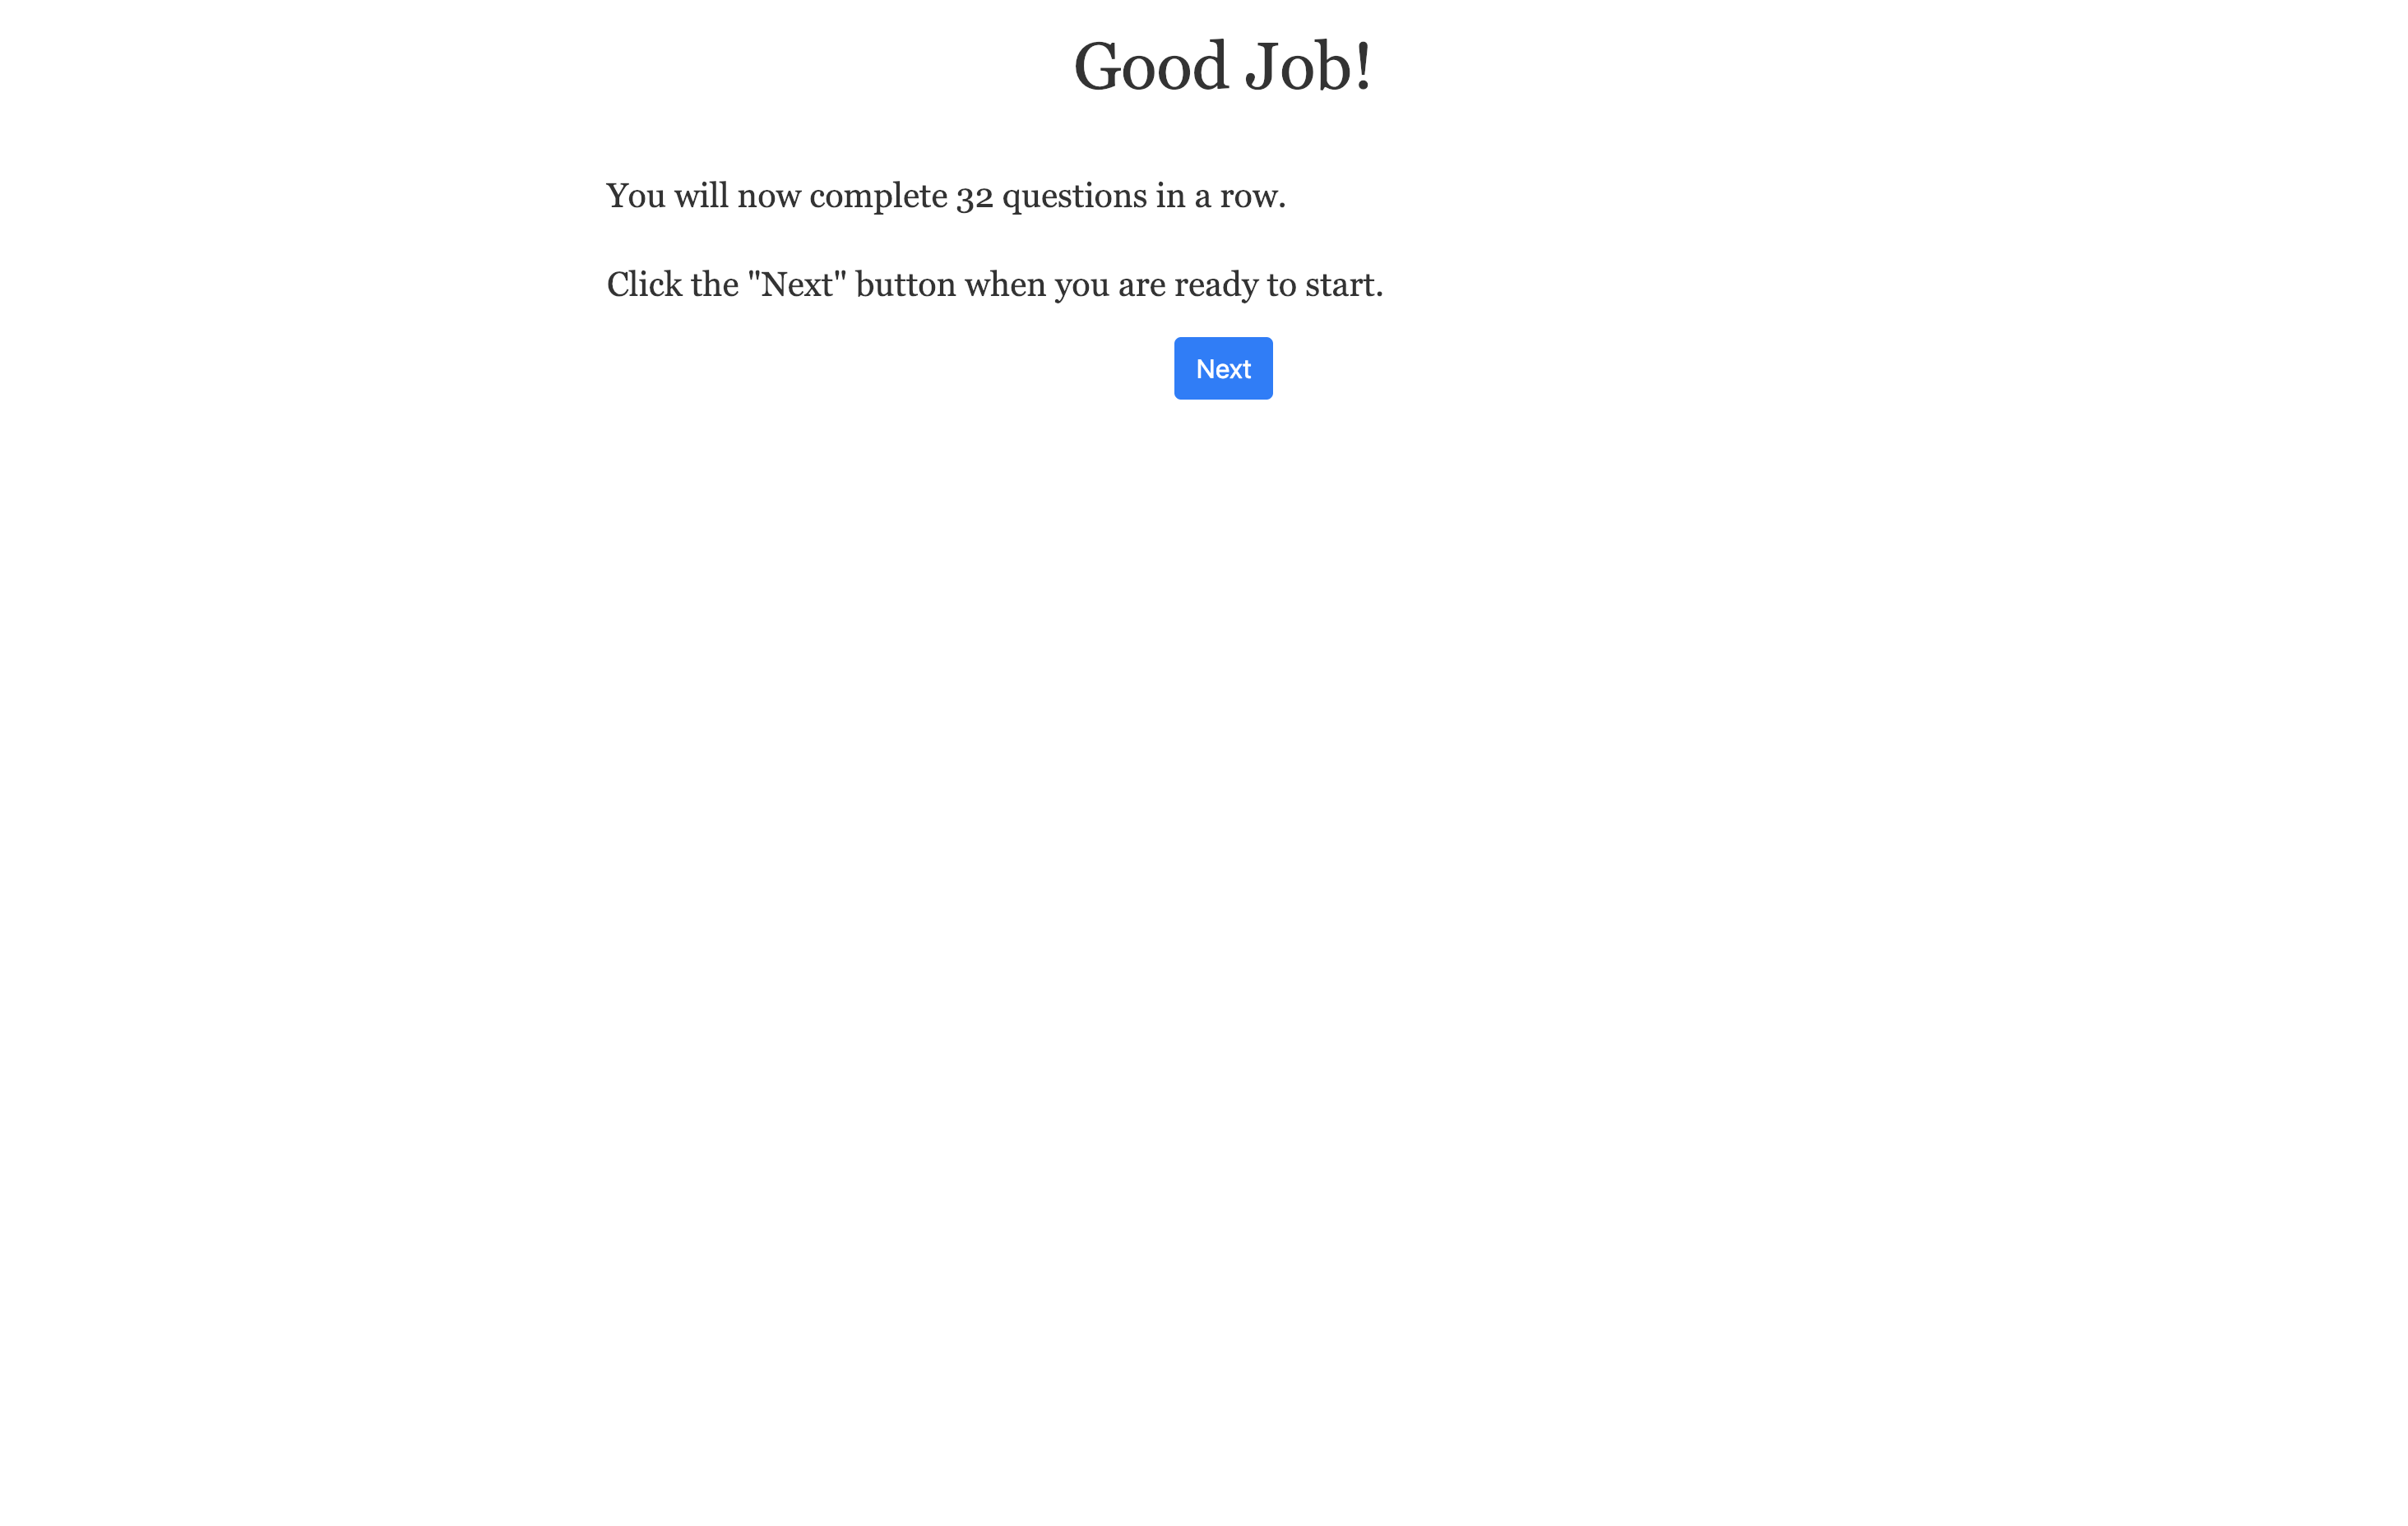 Good Job!
You will now complete 32 questions in a row.
Click the "Next" button when you are ready to start.
Next